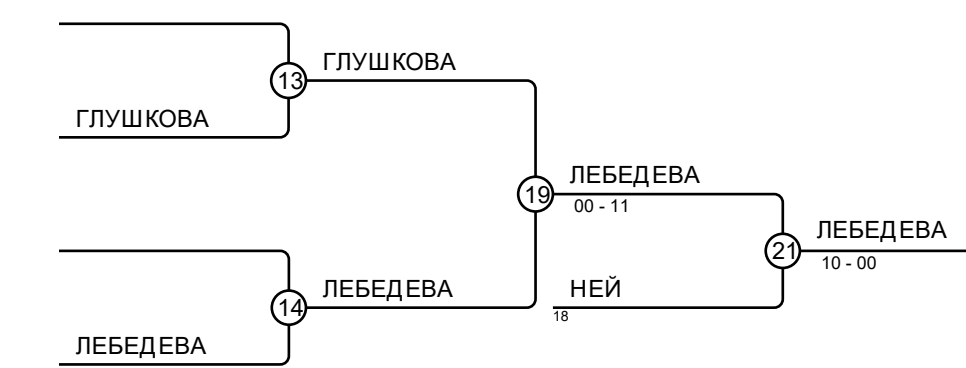 ГЛУШКОВА
13
ГЛУШКОВА
ЛЕБЕДЕВА
19
00 - 11
ЛЕБЕДЕВА
21
10 - 00
ЛЕБЕДЕВА
14
НЕЙ
18
ЛЕБЕДЕВА